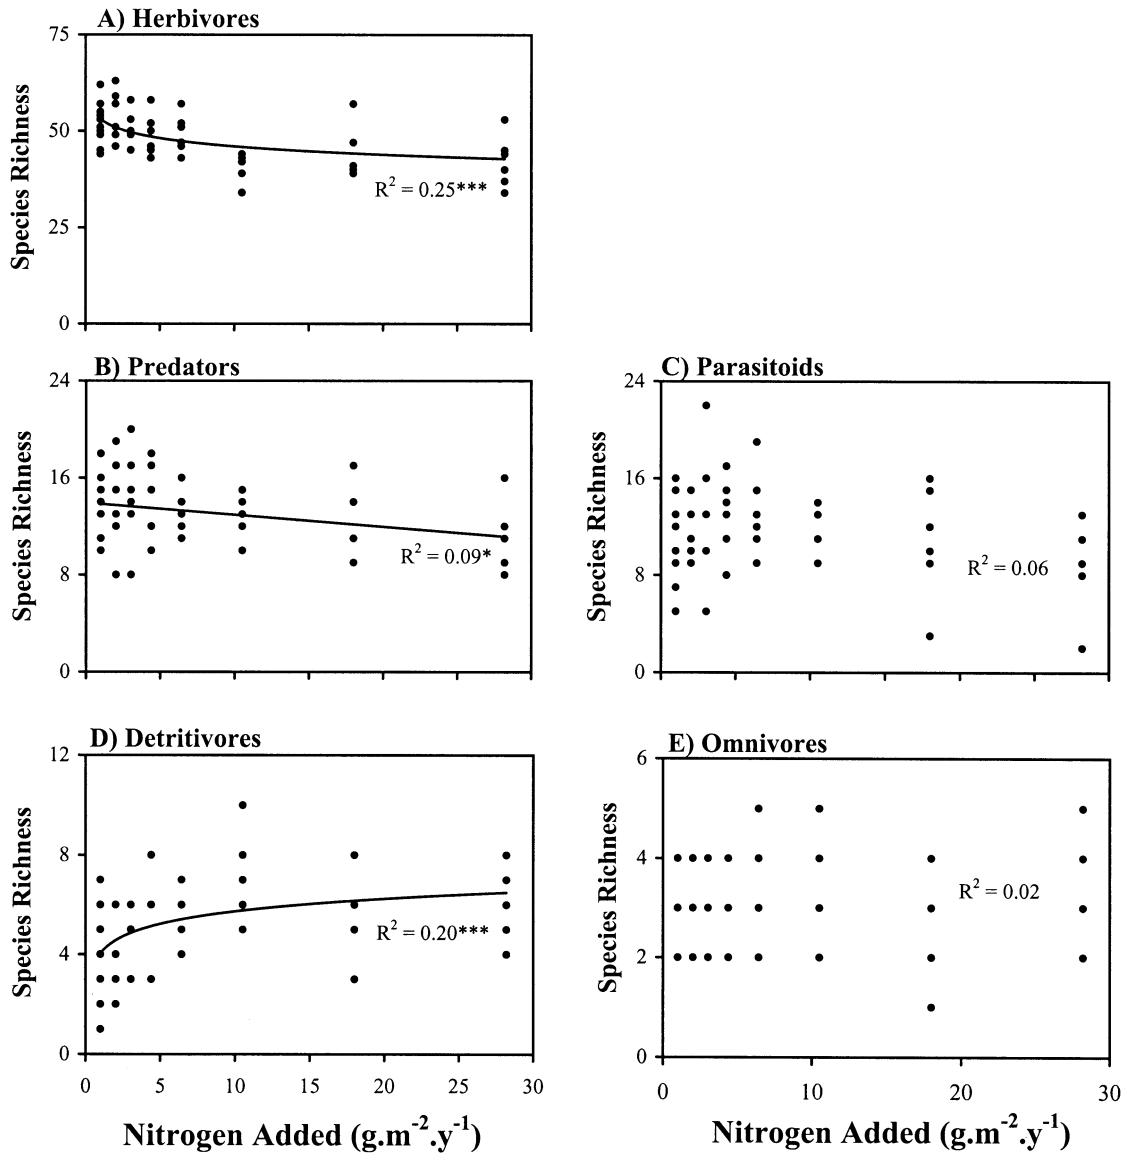 A) Herbivores
75
50
25
0
Species Richness
R² = 0.25***
B) Predators
24
16
8
0
Species Richness
R² = 0.09*
C) Parasitoids
24
16
8
0
Species Richness
R² = 0.06
D) Detritivores
12
8
4
0
Species Richness
R² = 0.20***
0 5 10 15 20 25 30
Nitrogen Added (g.m⁻².y⁻¹)
E) Omnivores
6
4
2
0
Species Richness
R² = 0.02
0 10 20 30
Nitrogen Added (g.m⁻².y⁻¹)